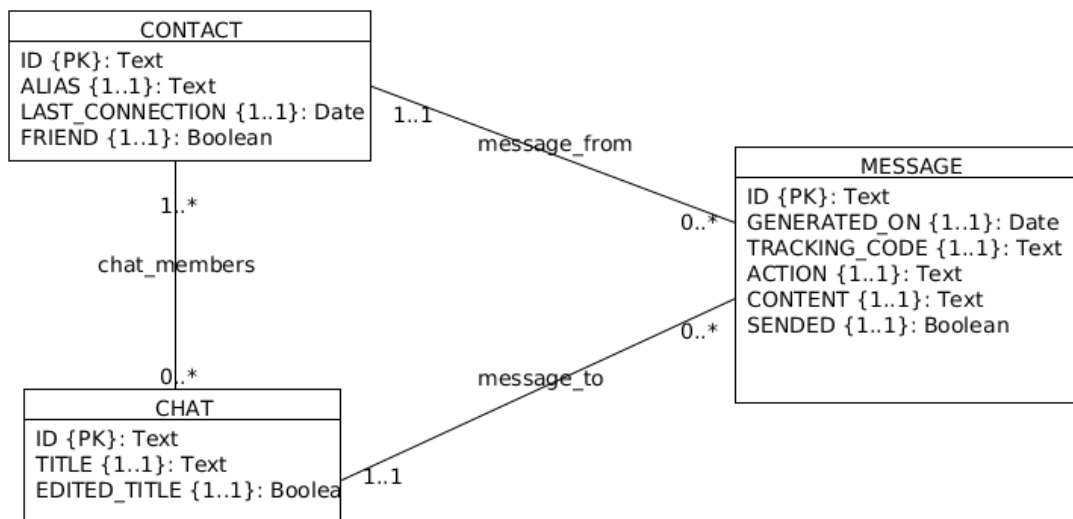 CONTACT
ID {PK}: Text
ALIAS {1..1}: Text
LAST_CONNECTION {1..1}: Date
FRIEND {1..1}: Boolean
1..1
message_from
0..*
MESSAGE
ID {PK}: Text
GENERATED_ON {1..1}: Date
TRACKING_CODE {1..1}: Text
ACTION {1..1}: Text
CONTENT {1..1}: Text
SENDED {1..1}: Boolean
1..*
chat_members
0..*
0..*
message_to
1..1
CHAT
ID {PK}: Text
TITLE {1..1}: Text
EDITED_TITLE {1..1}: Boolea